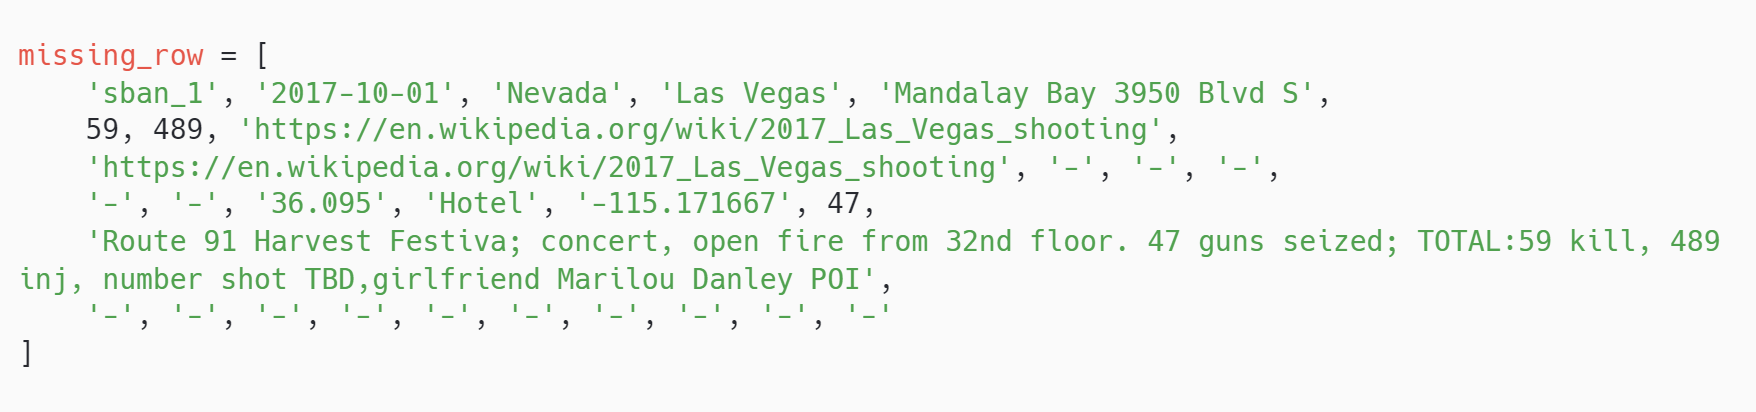 missing_row = [
    'sban_1', '2017-10-01', 'Nevada', 'Las Vegas', 'Mandalay Bay 3950 Blvd S',
    59, 489, 'https://en.wikipedia.org/wiki/2017_Las_Vegas_shooting',
    'https://en.wikipedia.org/wiki/2017_Las_Vegas_shooting', '-', '-', '-',
    '-', '-', '36.095', 'Hotel', '-115.171667', 47,
    'Route 91 Harvest Festiva; concert, open fire from 32nd floor. 47 guns seized; TOTAL:59 kill, 489
inj, number shot TBD,girlfriend Marilou Danley POI',
    '-', '-', '-', '-', '-', '-', '-', '-', '-', '-'
]